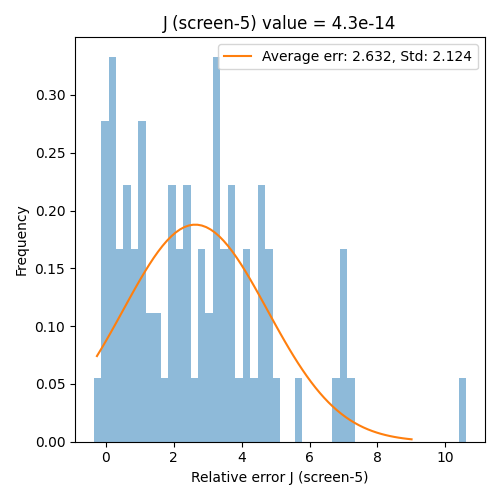 J (screen-5) value = 4.3e-14
Average err: 2.632, Std: 2.124
Frequency
0.30
0.25
0.20
0.15
0.10
0.05
0.00
0 2 4 6 8 10
Relative error J (screen-5)